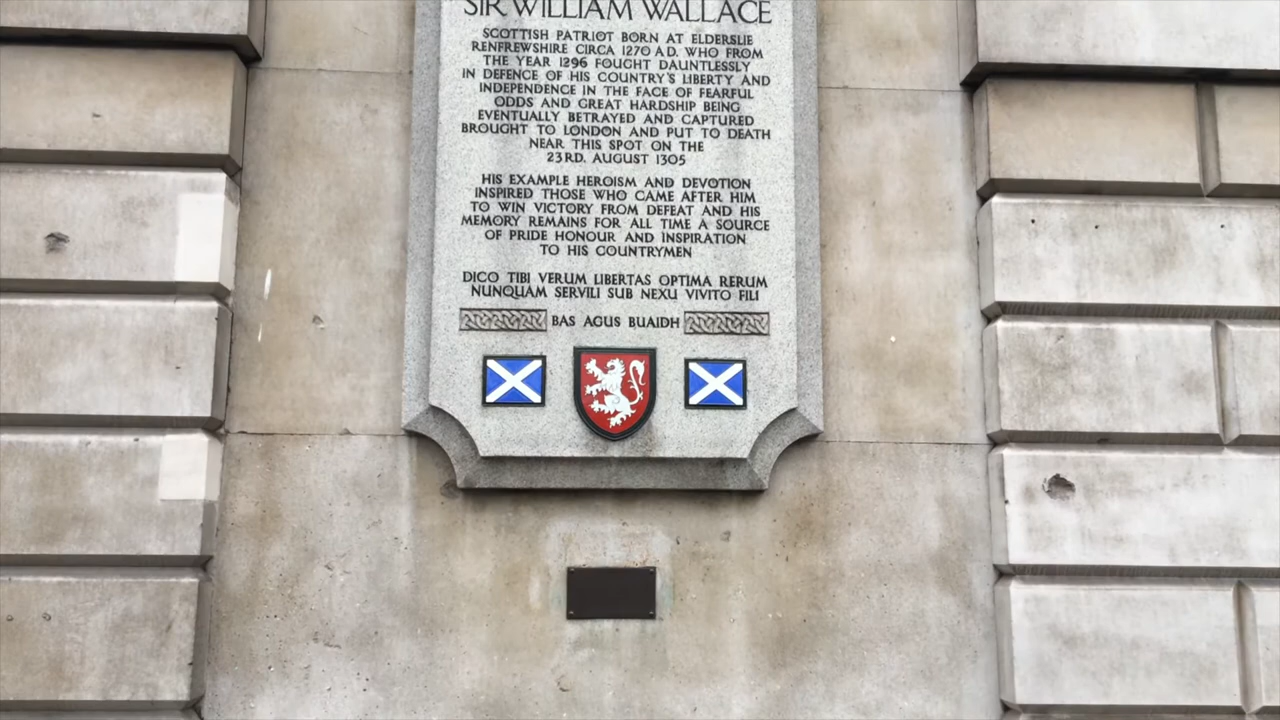 SIR WILLIAM WALLACE
SCOTTISH PATRIOT BORN AT ELDERSLIE
RENFREWSHIRE CIRCA 1270 A.D. WHO FROM
THE YEAR 1296 FOUGHT DAUNTLESSLY
IN DEFENCE OF HIS COUNTRY'S LIBERTY AND
INDEPENDENCE IN THE FACE OF FEARFUL
ODDS AND GREAT HARDSHIP BEING
EVENTUALLY BETRAYED AND CAPTURED
BROUGHT TO LONDON AND PUT TO DEATH
NEAR THIS SPOT ON THE
23RD. AUGUST 1305
HIS EXAMPLE HEROISM AND DEVOTION
INSPIRED THOSE WHO CAME AFTER HIM
TO WIN VICTORY FROM DEFEAT AND HIS
MEMORY REMAINS FOR ALL TIME A SOURCE
OF PRIDE HONOUR AND INSPIRATION
TO HIS COUNTRYMEN
DICO TIBI VERUM LIBERTAS OPTIMA RERUM
NUNQUAM SERVILI SUB NEXU VIVITO FILI
BAS AGUS BUAIDH